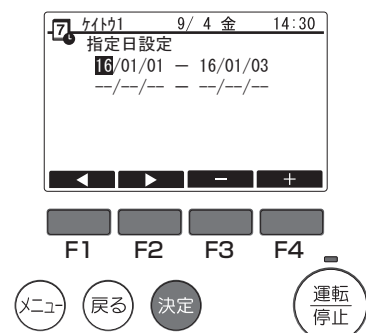 7 ケイトウ1 9/ 4 金 14:30
指定日設定
16/01/01 － 16/01/03
--/--/-- － --/--/--
◀ ▶ － ＋
F1 F2 F3 F4
メニュー 戻る 決定 運転
停止